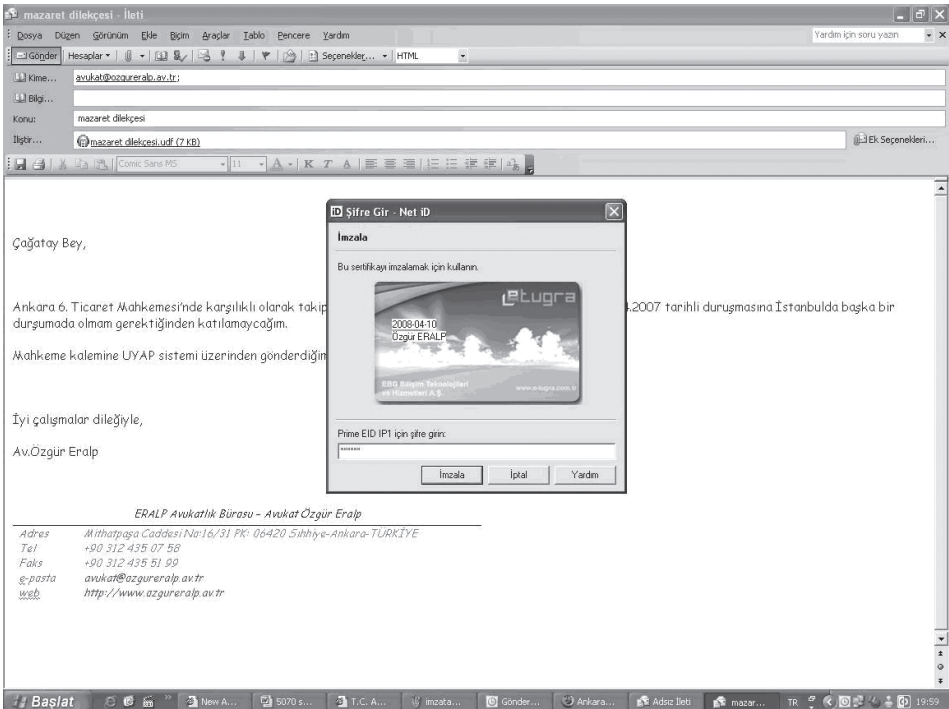 mazaret dilekçesi - İleti
Dosya Düzen Görünüm Ekle Biçim Araçlar Tablo Pencere Yardım
Yardım için soru yazın
Gönder Hesaplar Seçenekler... HTML
Kime... avukat@ozgureralp.av.tr;
Bilgi...
Konu: mazaret dilekçesi
İliştir... mazaret dilekçesi.udf (7 KB)
Ek Seçenekleri...
Comic Sans MS 11 K T A
Çağatay Bey,
Ankara 6. Ticaret Mahkemesi'nde karşılıklı olarak takip .2007 tarihli duruşmasına İstanbulda başka bir
durşumada olmam gerektiğinden katılamaycağım.
Mahkeme kalemine UYAP sistemi üzerinden gönderdiğim
İyi çalışmalar dileğiyle,
Av.Özgür Eralp
ERALP Avukatlık Bürosu – Avukat Özgür Eralp
Adres Mithatpaşa Caddesi No:16/31 PK: 06420 Sıhhiye-Ankara-TÜRKİYE
Tel +90 312 435 07 58
Faks +90 312 435 51 99
e-posta avukat@ozgureralp.av.tr
web http://www.ozgureralp.av.tr
iD Şifre Gir - Net iD
İmzala
Bu sertifikayı imzalamak için kullanın.
etugra
2008-04-10
Özgür ERALP
EBG Bilişim Teknolojileri
ve Hizmetleri A.Ş.
www.e-tugra.com.tr
Prime EID IP1 için şifre girin:
******
İmzala İptal Yardım
Başlat New A... 5070 s... T.C. A... imzata... Gönder... Ankara... Adsız İleti mazar... TR 19:59